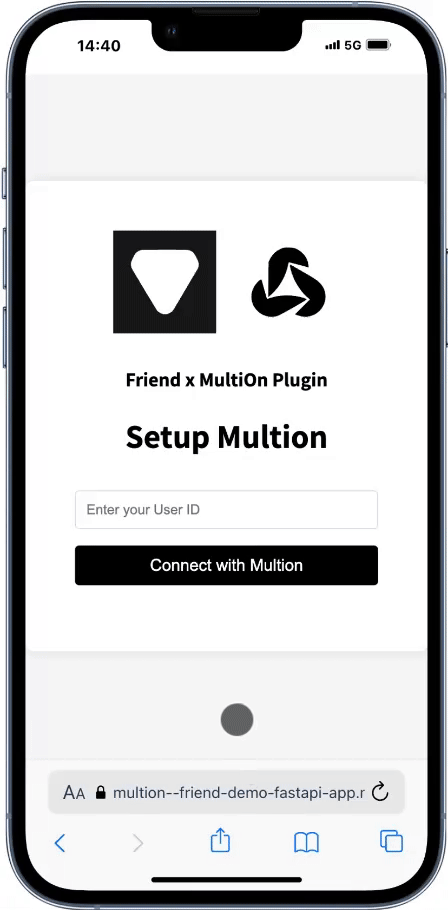 14:40
5G
Friend x MultiOn Plugin
Setup Multion
Enter your User ID
Connect with Multion
AA multion--friend-demo-fastapi-app.r